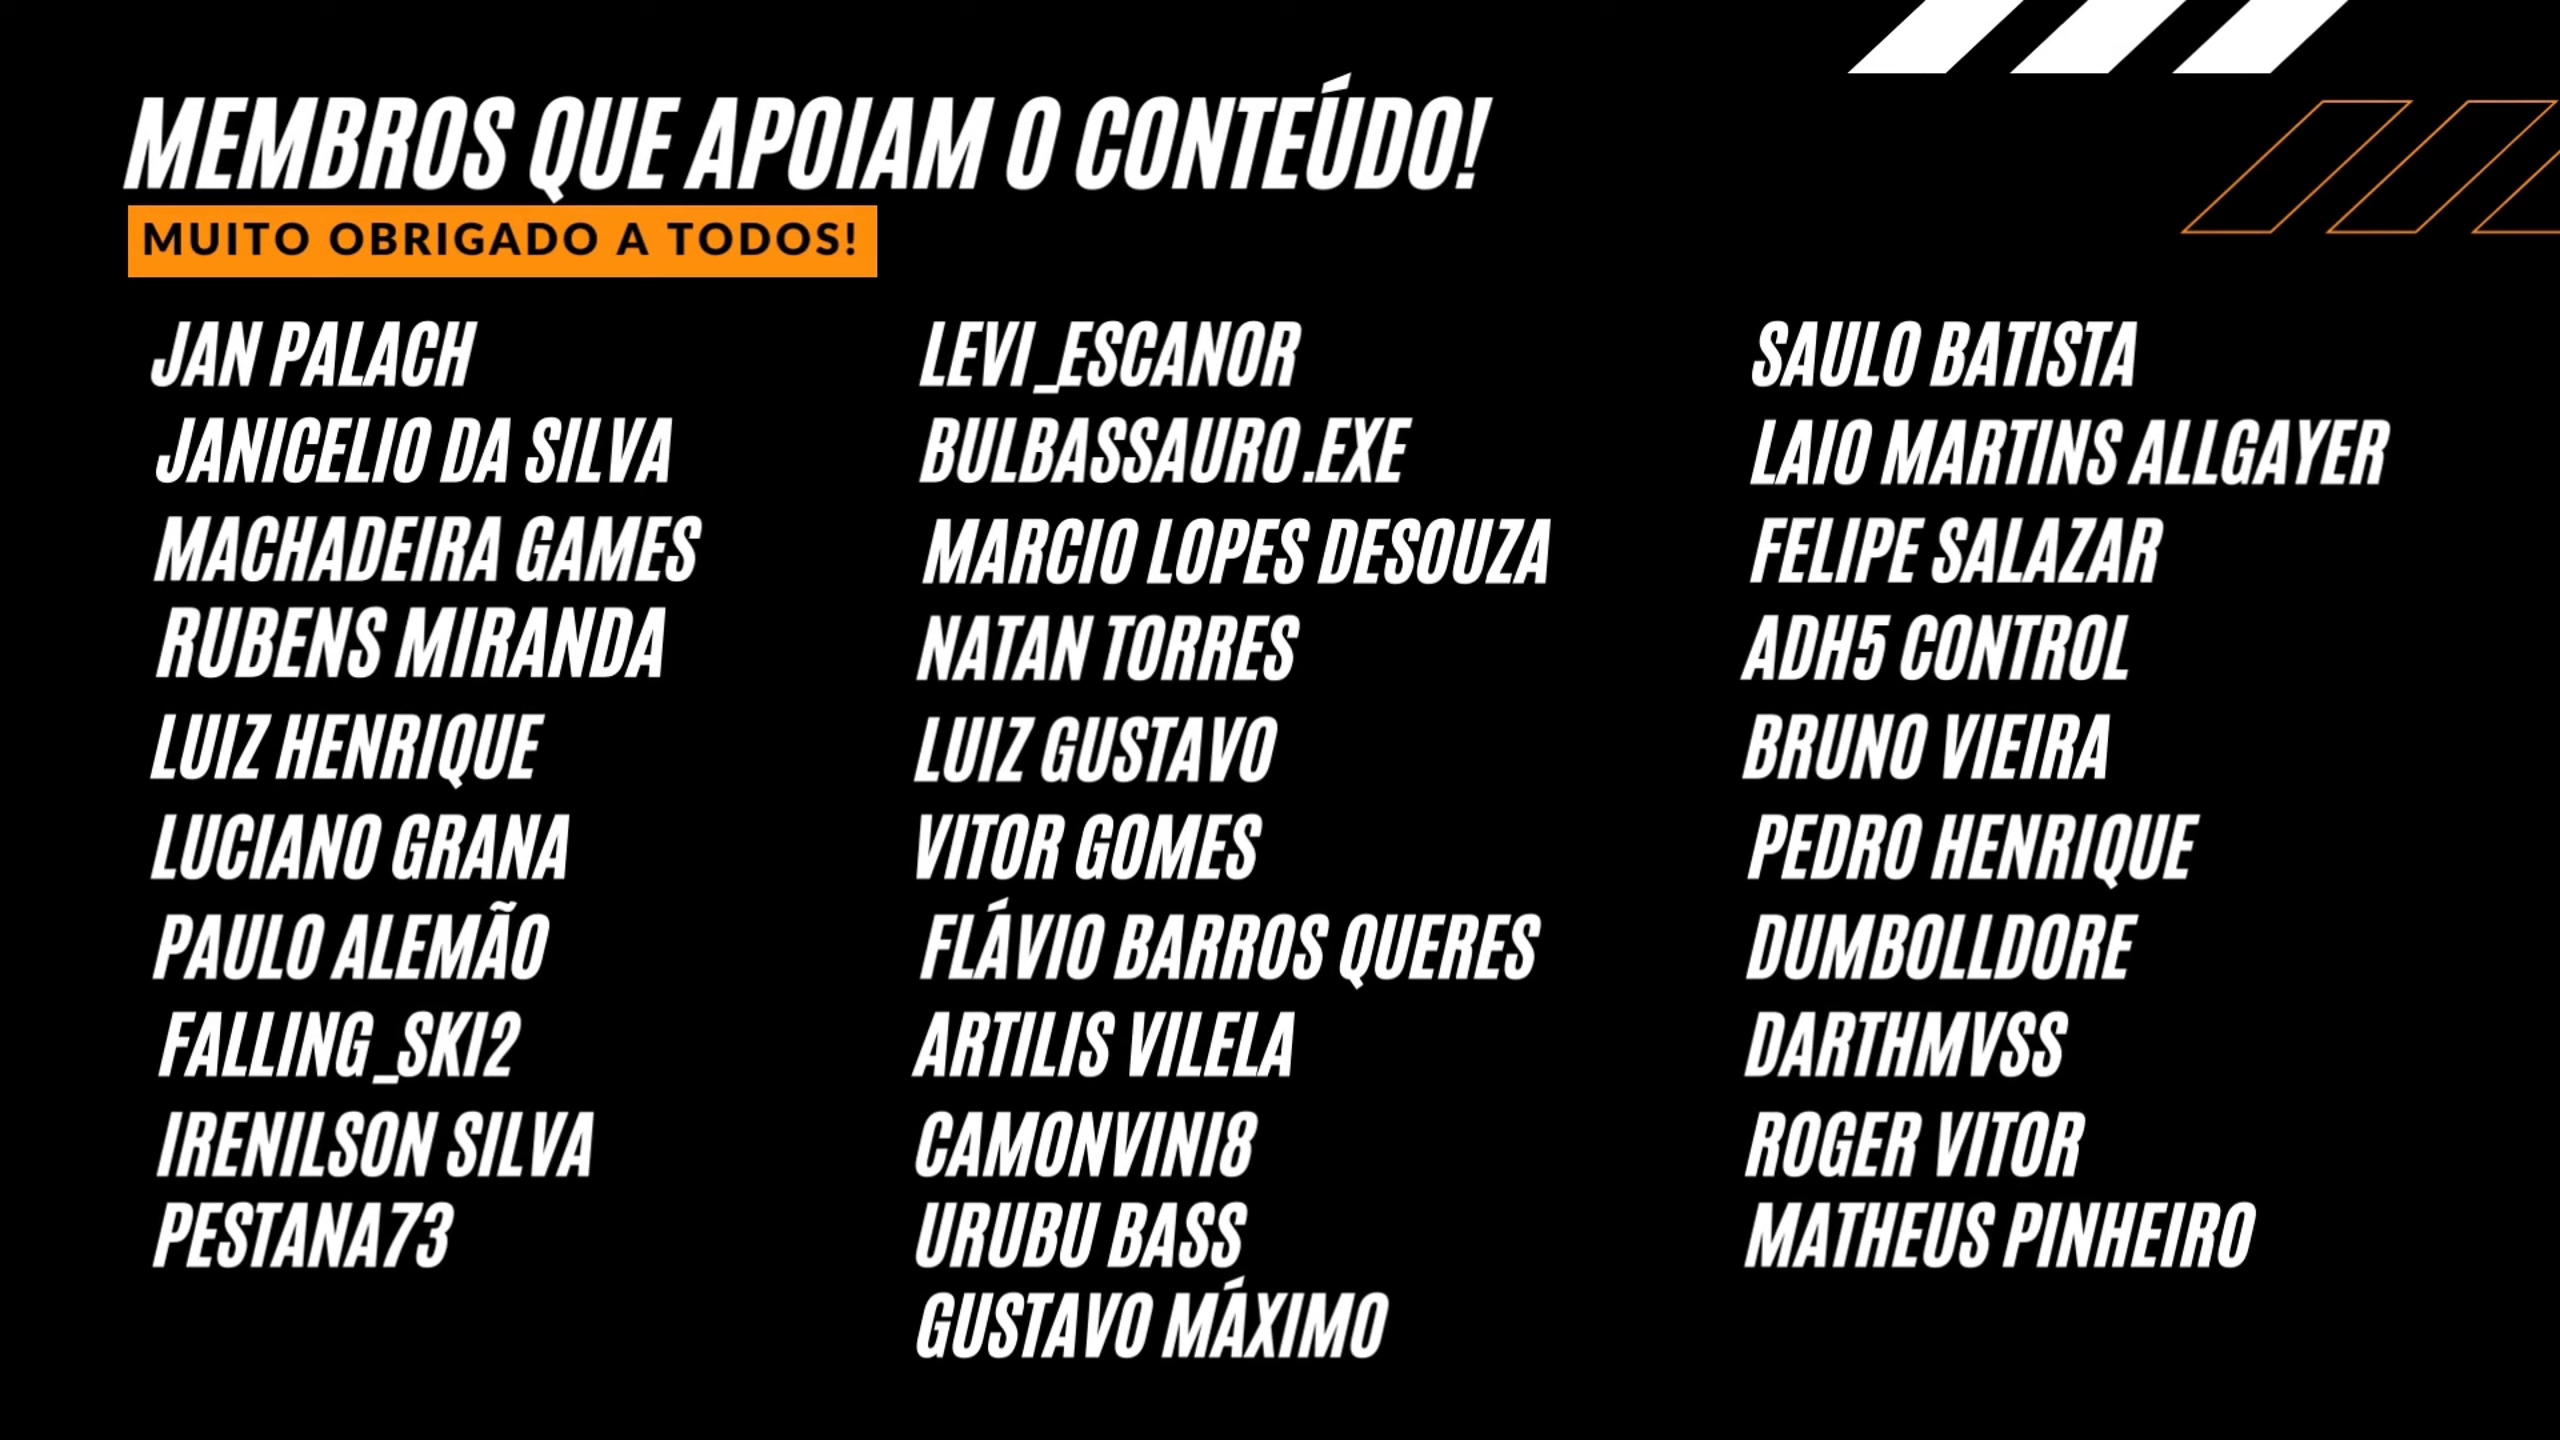 MEMBROS QUE APOIAM O CONTEÚDO!
MUITO OBRIGADO A TODOS!
JAN PALACH
JANICELIO DA SILVA
MACHADEIRA GAMES
RUBENS MIRANDA
LUIZ HENRIQUE
LUCIANO GRANA
PAULO ALEMÃO
FALLING_SKI2
IRENILSON SILVA
PESTANA73
LEVI_ESCANOR
BULBASSAURO.EXE
MARCIO LOPES DESOUZA
NATAN TORRES
LUIZ GUSTAVO
VITOR GOMES
FLÁVIO BARROS QUERES
ARTILIS VILELA
CAMONVINI8
URUBU BASS
GUSTAVO MÁXIMO
SAULO BATISTA
LAIO MARTINS ALLGAYER
FELIPE SALAZAR
ADH5 CONTROL
BRUNO VIEIRA
PEDRO HENRIQUE
DUMBOLLDORE
DARTHMVSS
ROGER VITOR
MATHEUS PINHEIRO